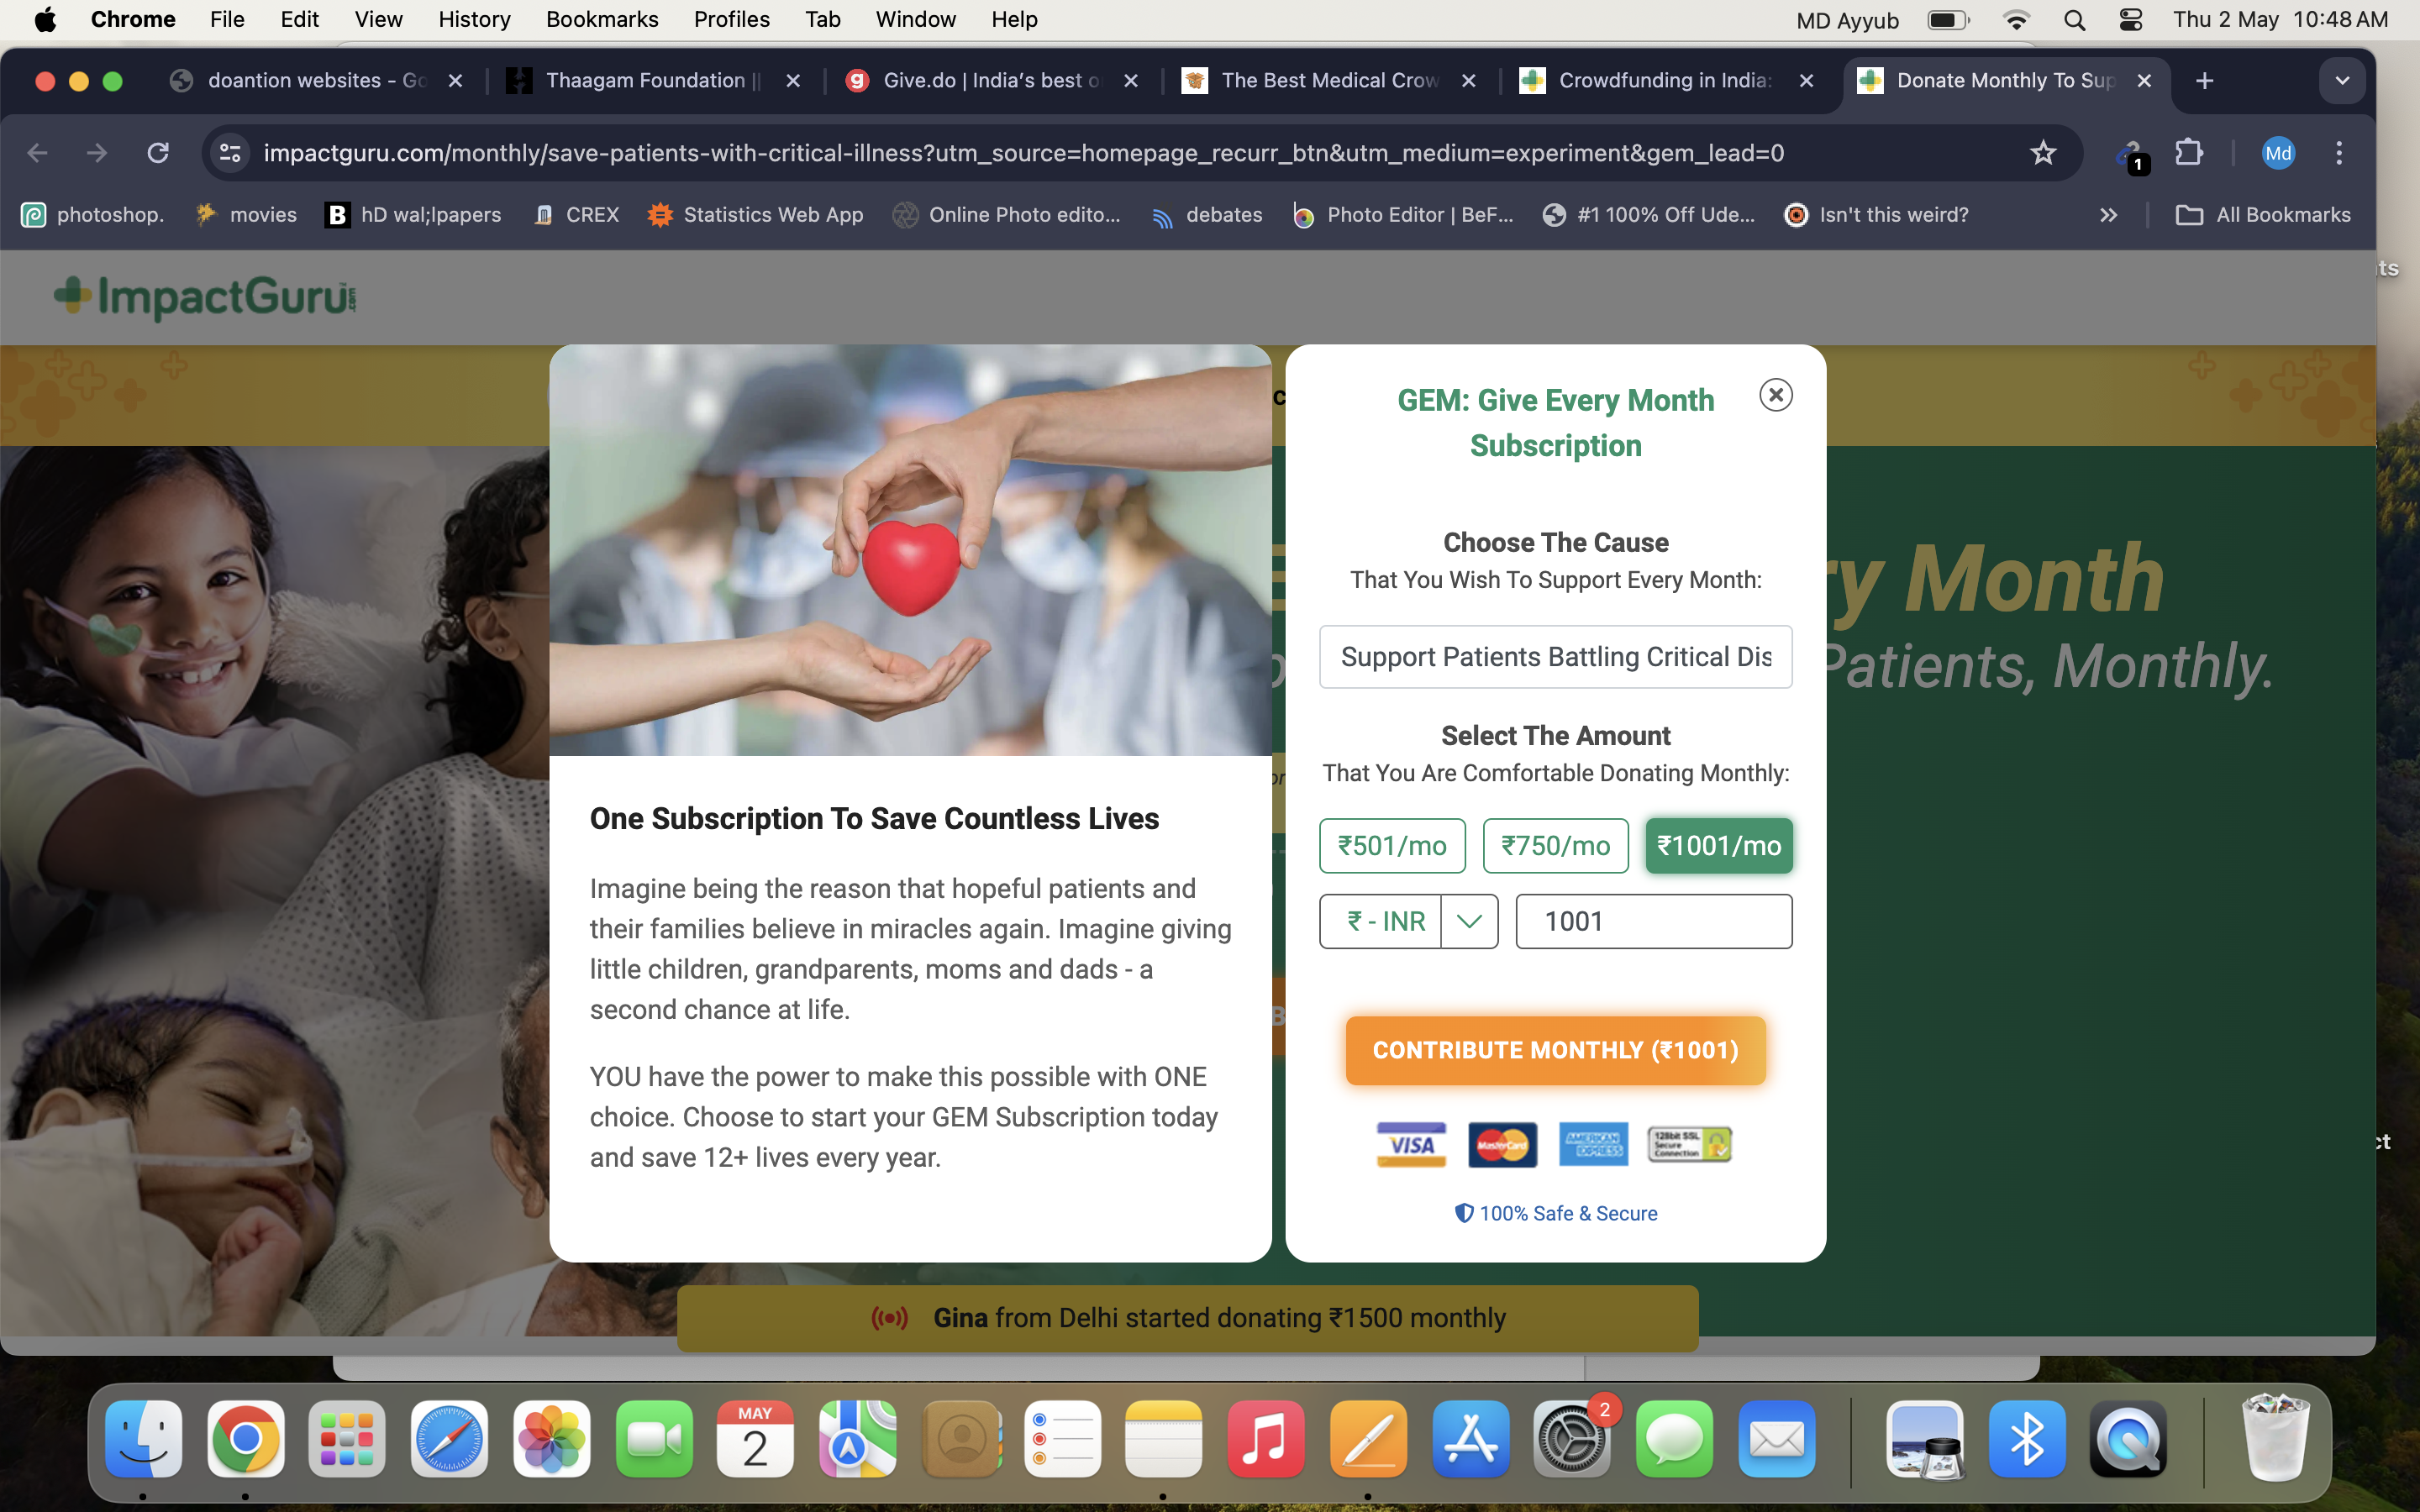 Chrome File Edit View History Bookmarks Profiles Tab Window Help MD Ayyub Thu 2 May 10:48 AM
doantion websites - Go Thaagam Foundation || Give.do | India's best o The Best Medical Crow Crowdfunding in India: Donate Monthly To Sup
impactguru.com/monthly/save-patients-with-critical-illness?utm_source=homepage_recurr_btn&utm_medium=experiment&gem_lead=0 1 Md
photoshop. movies hD wal;lpapers CREX Statistics Web App Online Photo edito... debates Photo Editor | BeF... #1 100% Off Ude... Isn't this weird? All Bookmarks
ImpactGuru.com
GEM: Give Every Month
Subscription
Choose The Cause
That You Wish To Support Every Month:
Support Patients Battling Critical Dis
Select The Amount
That You Are Comfortable Donating Monthly:
₹501/mo ₹750/mo ₹1001/mo
₹ - INR 1001
CONTRIBUTE MONTHLY (₹1001)
VISA MasterCard AMERICAN EXPRESS 128bit SSL Secure Connection
100% Safe & Secure
One Subscription To Save Countless Lives
Imagine being the reason that hopeful patients and
their families believe in miracles again. Imagine giving
little children, grandparents, moms and dads - a
second chance at life.
YOU have the power to make this possible with ONE
choice. Choose to start your GEM Subscription today
and save 12+ lives every year.
ry Month
Patients, Monthly.
Gina from Delhi started donating ₹1500 monthly
MAY
2
2